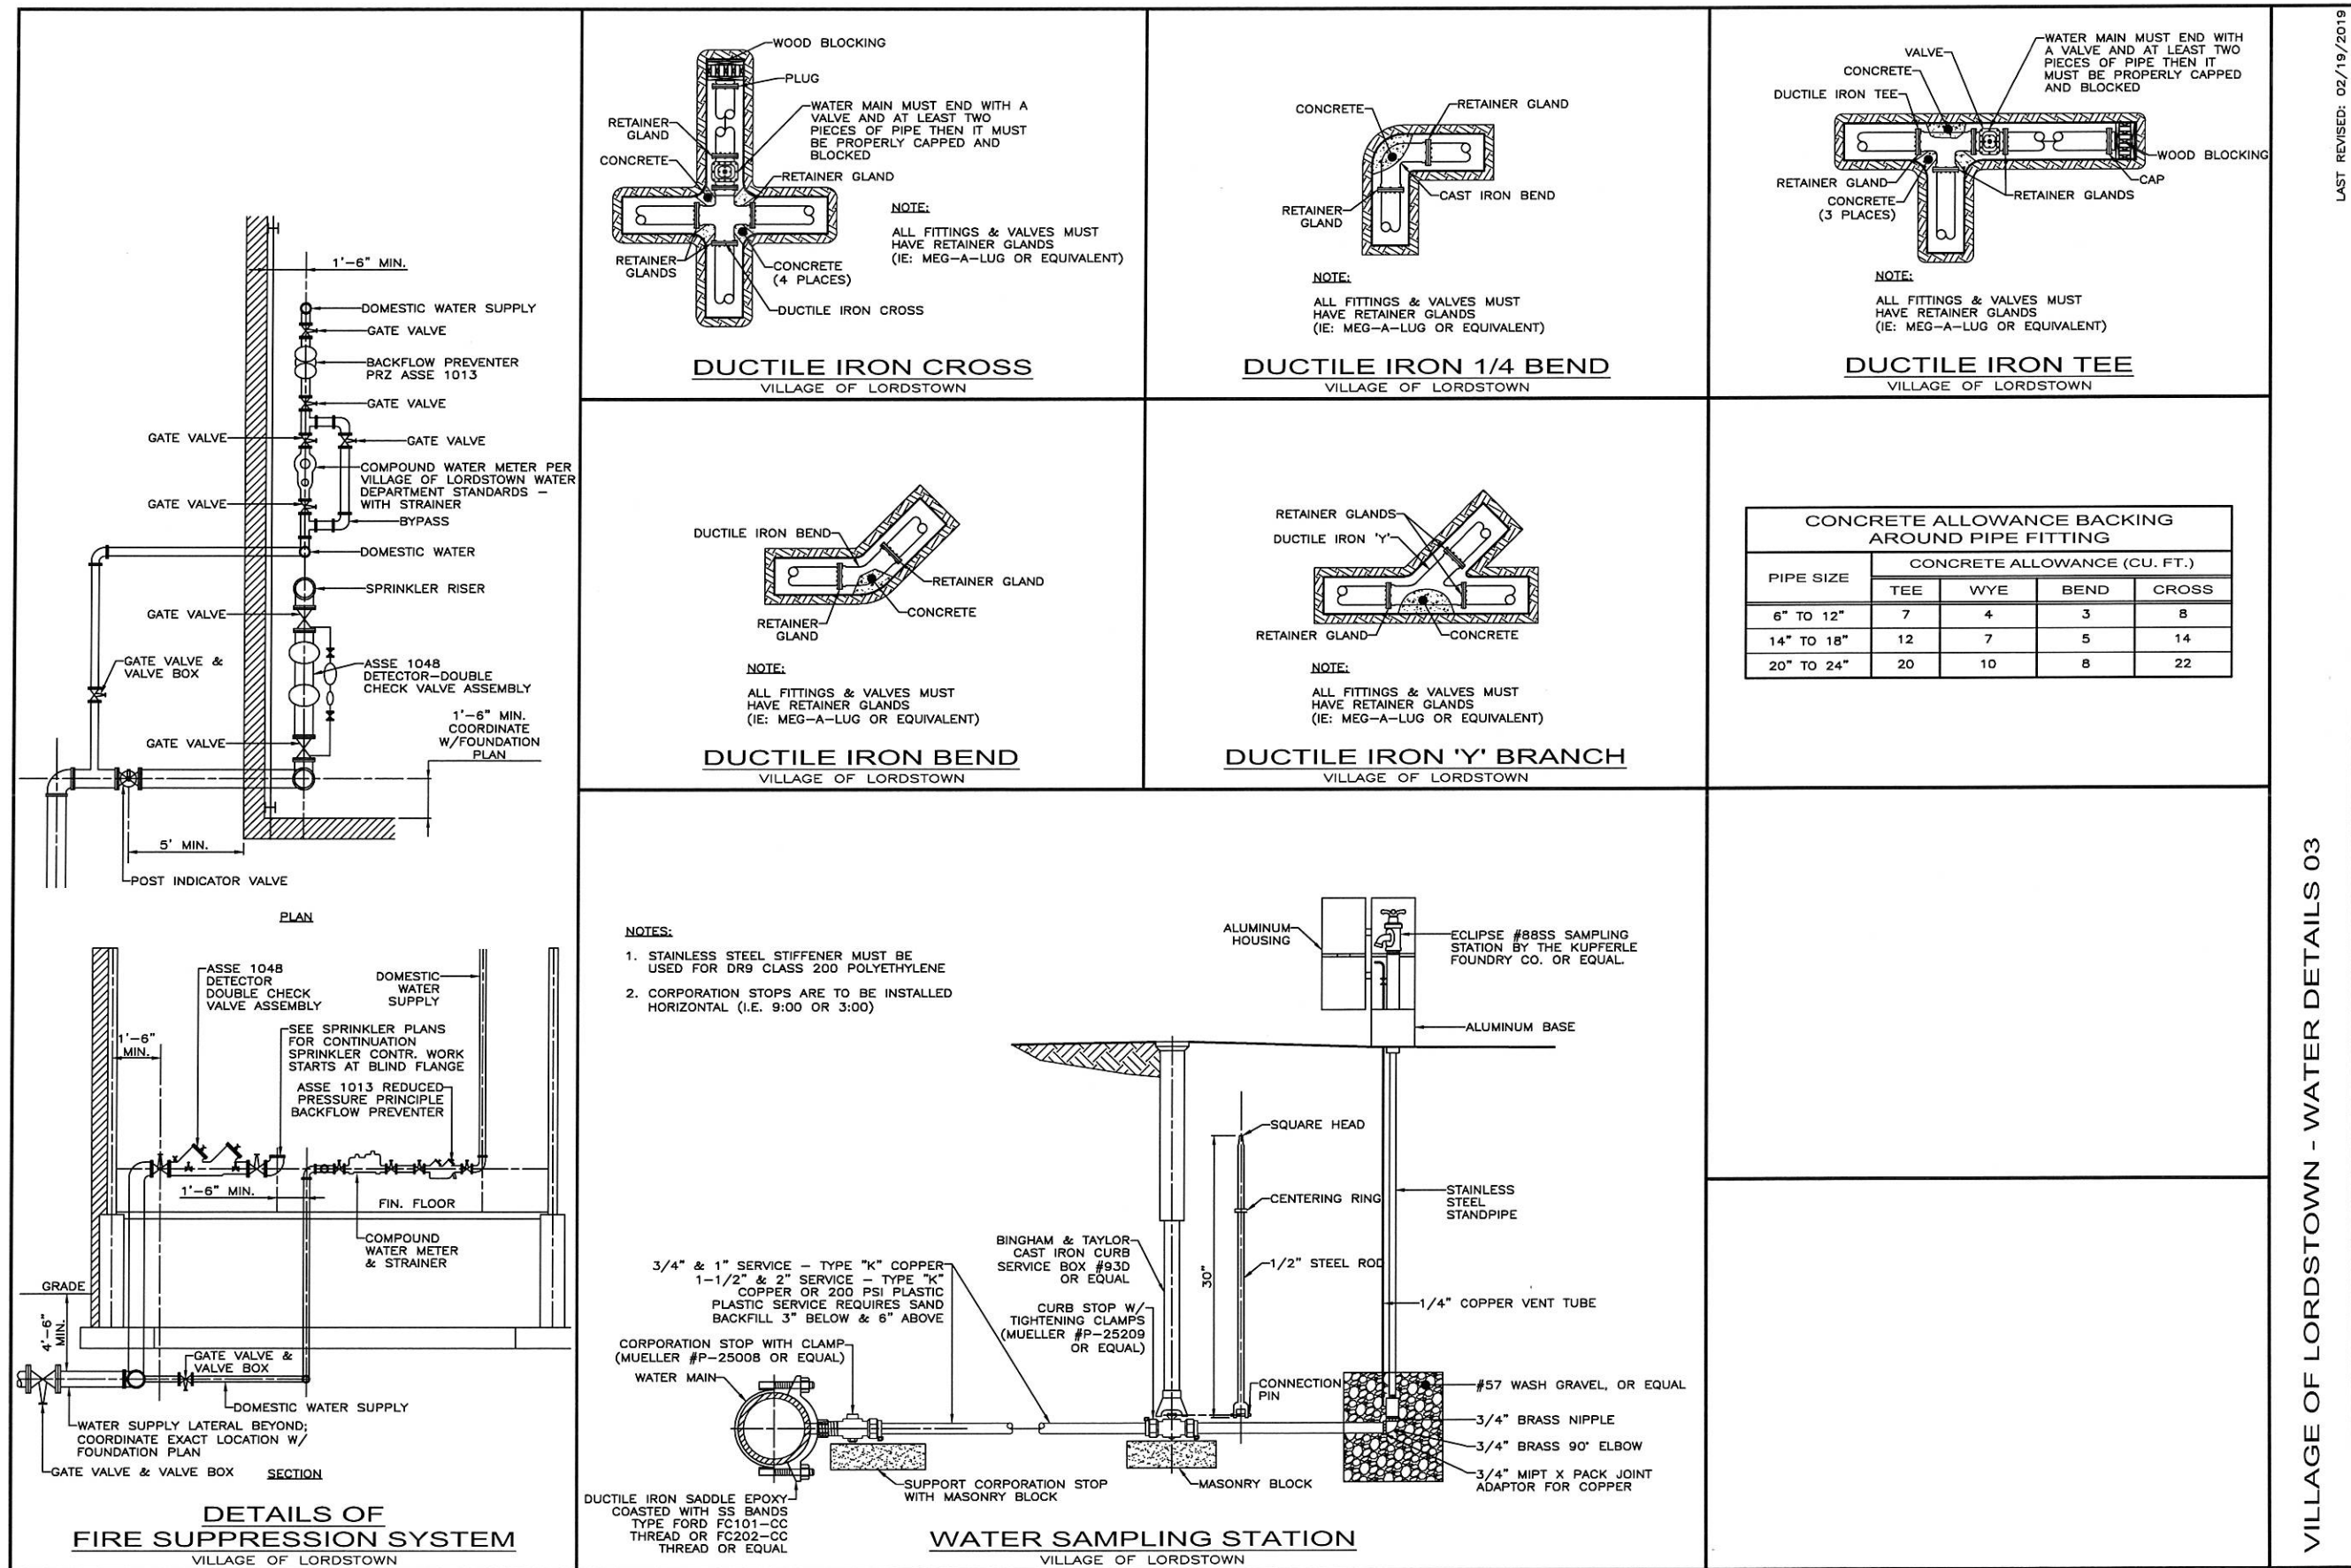 1'-6" MIN.
DOMESTIC WATER SUPPLY
GATE VALVE
BACKFLOW PREVENTER
PRZ ASSE 1013
GATE VALVE
GATE VALVE
GATE VALVE
COMPOUND WATER METER PER
VILLAGE OF LORDSTOWN WATER
DEPARTMENT STANDARDS -
WITH STRAINER
GATE VALVE
BYPASS
DOMESTIC WATER
SPRINKLER RISER
GATE VALVE
GATE VALVE &
VALVE BOX
ASSE 1048
DETECTOR-DOUBLE
CHECK VALVE ASSEMBLY
1'-6" MIN.
COORDINATE
W/FOUNDATION
PLAN
GATE VALVE
5' MIN.
POST INDICATOR VALVE
PLAN
ASSE 1048
DETECTOR
DOUBLE CHECK
VALVE ASSEMBLY
DOMESTIC
WATER
SUPPLY
1'-6"
MIN.
SEE SPRINKLER PLANS
FOR CONTINUATION
SPRINKLER CONTR. WORK
STARTS AT BLIND FLANGE
ASSE 1013 REDUCED
PRESSURE PRINCIPLE
BACKFLOW PREVENTER
1'-6" MIN.
FIN. FLOOR
COMPOUND
WATER METER
& STRAINER
GRADE
4'-6"
MIN.
GATE VALVE &
VALVE BOX
DOMESTIC WATER SUPPLY
WATER SUPPLY LATERAL BEYOND;
COORDINATE EXACT LOCATION W/
FOUNDATION PLAN
GATE VALVE & VALVE BOX
SECTION
DETAILS OF
FIRE SUPPRESSION SYSTEM
VILLAGE OF LORDSTOWN
WOOD BLOCKING
PLUG
WATER MAIN MUST END WITH A
VALVE AND AT LEAST TWO
PIECES OF PIPE THEN IT MUST
BE PROPERLY CAPPED AND
BLOCKED
RETAINER
GLAND
CONCRETE
RETAINER GLAND
NOTE:
ALL FITTINGS & VALVES MUST
HAVE RETAINER GLANDS
(IE: MEG-A-LUG OR EQUIVALENT)
RETAINER
GLANDS
CONCRETE
(4 PLACES)
DUCTILE IRON CROSS
DUCTILE IRON CROSS
VILLAGE OF LORDSTOWN
CONCRETE
RETAINER GLAND
CAST IRON BEND
RETAINER
GLAND
NOTE:
ALL FITTINGS & VALVES MUST
HAVE RETAINER GLANDS
(IE: MEG-A-LUG OR EQUIVALENT)
DUCTILE IRON 1/4 BEND
VILLAGE OF LORDSTOWN
WATER MAIN MUST END WITH
A VALVE AND AT LEAST TWO
PIECES OF PIPE THEN IT
MUST BE PROPERLY CAPPED
AND BLOCKED
VALVE
CONCRETE
DUCTILE IRON TEE
WOOD BLOCKING
CAP
RETAINER GLAND
RETAINER GLANDS
CONCRETE
(3 PLACES)
NOTE:
ALL FITTINGS & VALVES MUST
HAVE RETAINER GLANDS
(IE: MEG-A-LUG OR EQUIVALENT)
DUCTILE IRON TEE
VILLAGE OF LORDSTOWN
DUCTILE IRON BEND
RETAINER GLAND
CONCRETE
RETAINER
GLAND
NOTE:
ALL FITTINGS & VALVES MUST
HAVE RETAINER GLANDS
(IE: MEG-A-LUG OR EQUIVALENT)
DUCTILE IRON BEND
VILLAGE OF LORDSTOWN
RETAINER GLANDS
DUCTILE IRON 'Y'
RETAINER GLAND
CONCRETE
NOTE:
ALL FITTINGS & VALVES MUST
HAVE RETAINER GLANDS
(IE: MEG-A-LUG OR EQUIVALENT)
DUCTILE IRON 'Y' BRANCH
VILLAGE OF LORDSTOWN
CONCRETE ALLOWANCE BACKING
AROUND PIPE FITTING
PIPE SIZE CONCRETE ALLOWANCE (CU. FT.)
TEE WYE BEND CROSS
6" TO 12" 7 4 3 8
14" TO 18" 12 7 5 14
20" TO 24" 20 10 8 22
NOTES:
1. STAINLESS STEEL STIFFENER MUST BE
USED FOR DR9 CLASS 200 POLYETHYLENE
2. CORPORATION STOPS ARE TO BE INSTALLED
HORIZONTAL (I.E. 9:00 OR 3:00)
ALUMINUM
HOUSING
ECLIPSE #88SS SAMPLING
STATION BY THE KUPFERLE
FOUNDRY CO. OR EQUAL.
ALUMINUM BASE
SQUARE HEAD
CENTERING RING
STAINLESS
STEEL
STANDPIPE
30"
1/2" STEEL ROD
1/4" COPPER VENT TUBE
BINGHAM & TAYLOR
CAST IRON CURB
SERVICE BOX #93D
OR EQUAL
3/4" & 1" SERVICE - TYPE "K" COPPER
1-1/2" & 2" SERVICE - TYPE "K"
COPPER OR 200 PSI PLASTIC
PLASTIC SERVICE REQUIRES SAND
BACKFILL 3" BELOW & 6" ABOVE
CURB STOP W/
TIGHTENING CLAMPS
(MUELLER #P-25209
OR EQUAL)
CORPORATION STOP WITH CLAMP
(MUELLER #P-25008 OR EQUAL)
WATER MAIN
CONNECTION
PIN
#57 WASH GRAVEL, OR EQUAL
3/4" BRASS NIPPLE
3/4" BRASS 90° ELBOW
3/4" MIPT X PACK JOINT
ADAPTOR FOR COPPER
SUPPORT CORPORATION STOP
WITH MASONRY BLOCK
MASONRY BLOCK
DUCTILE IRON SADDLE EPOXY
COASTED WITH SS BANDS
TYPE FORD FC101-CC
THREAD OR FC202-CC
THREAD OR EQUAL
WATER SAMPLING STATION
VILLAGE OF LORDSTOWN
LAST REVISED: 02/19/2019
VILLAGE OF LORDSTOWN - WATER DETAILS 03